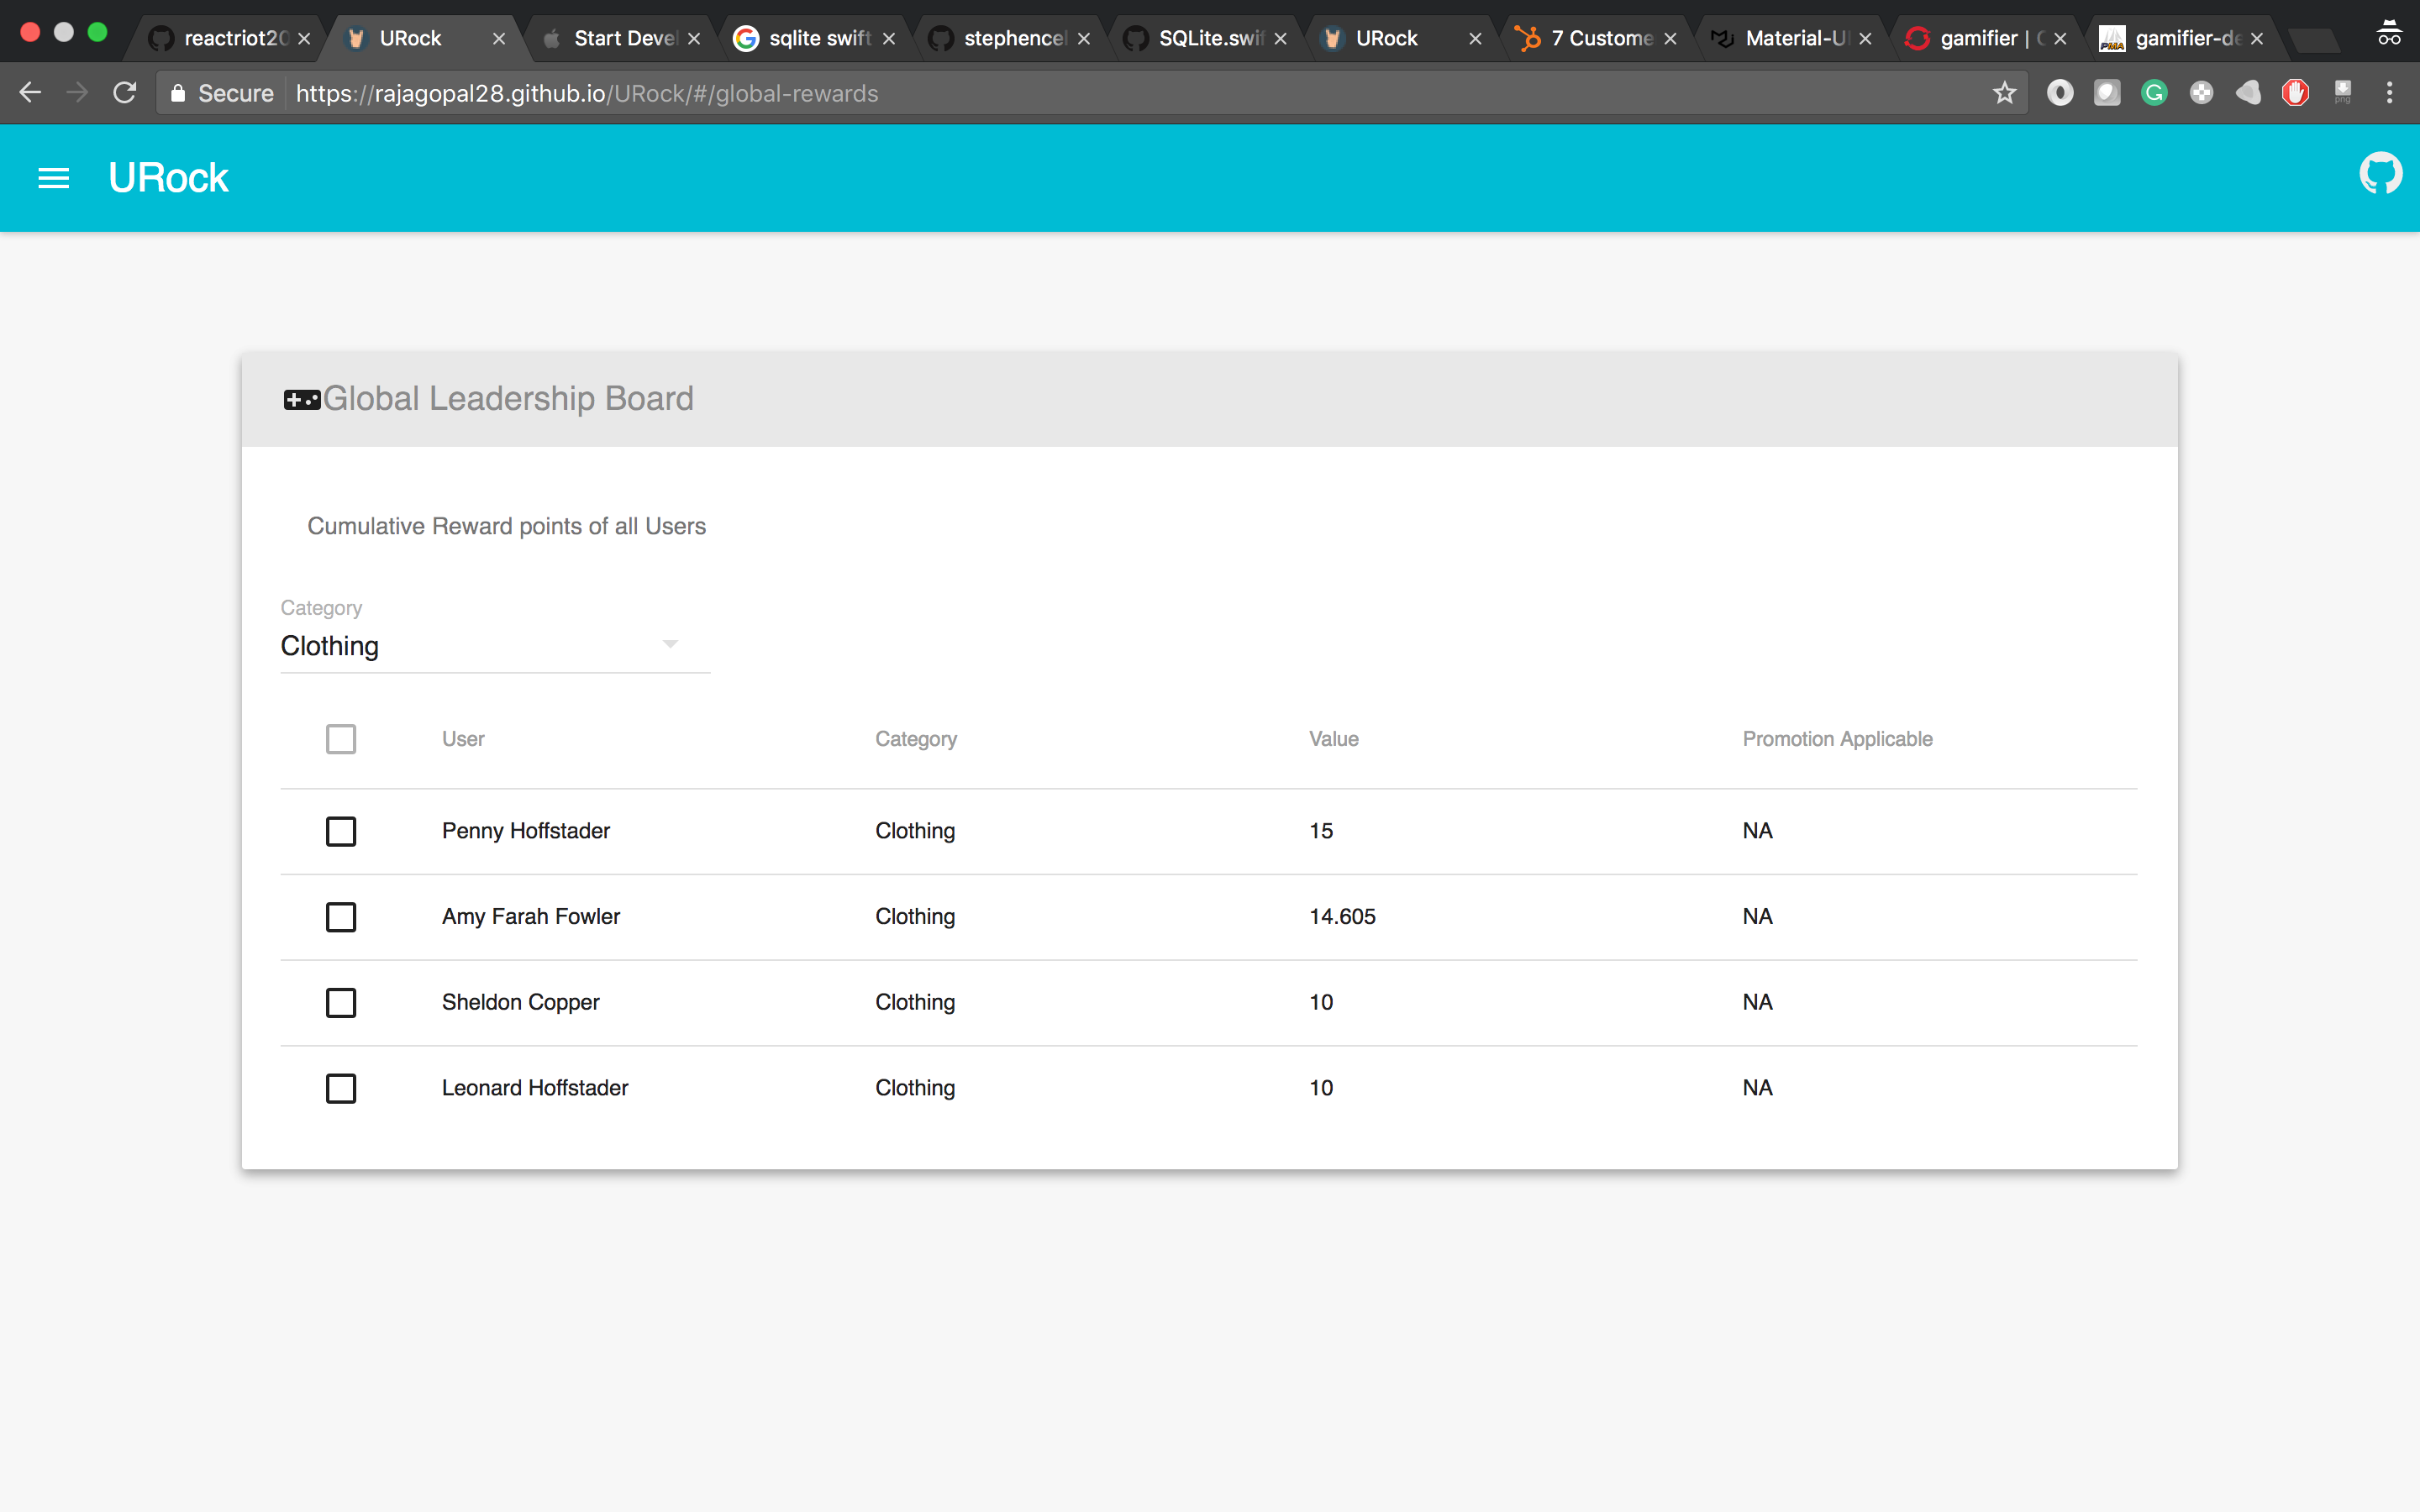 reactriot20
URock
Start Devel
sqlite swift
stephencel
SQLite.swif
URock
7 Custome
Material-UI
gamifier | 
gamifier-de
Secure https://rajagopal28.github.io/URock/#/global-rewards
URock
Global Leadership Board
Cumulative Reward points of all Users
Category
Clothing
User Category Value Promotion Applicable
Penny Hoffstader Clothing 15 NA
Amy Farah Fowler Clothing 14.605 NA
Sheldon Copper Clothing 10 NA
Leonard Hoffstader Clothing 10 NA